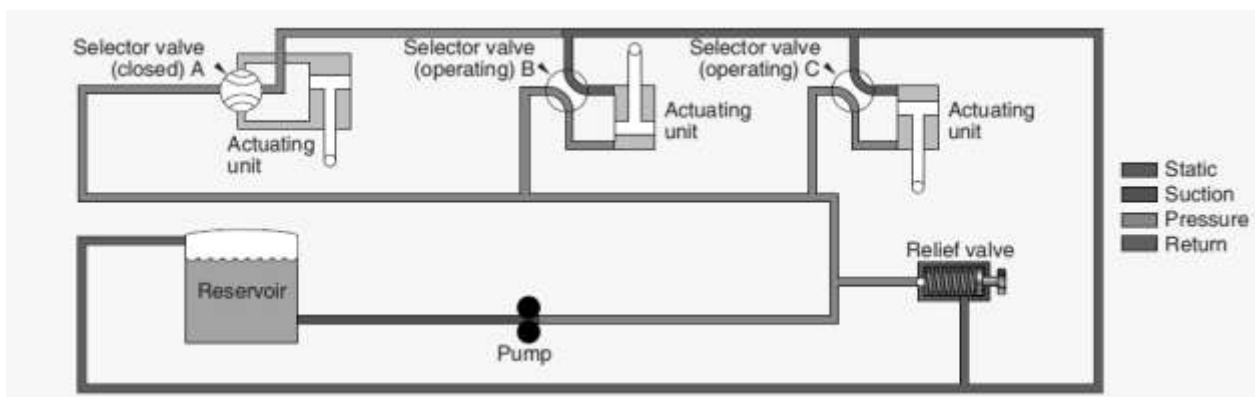 Selector valve
(closed) A
Selector valve
(operating) B
Selector valve
(operating) C
Actuating
unit
Actuating
unit
Actuating
unit
Static
Suction
Pressure
Return
Relief valve
Reservoir
Pump